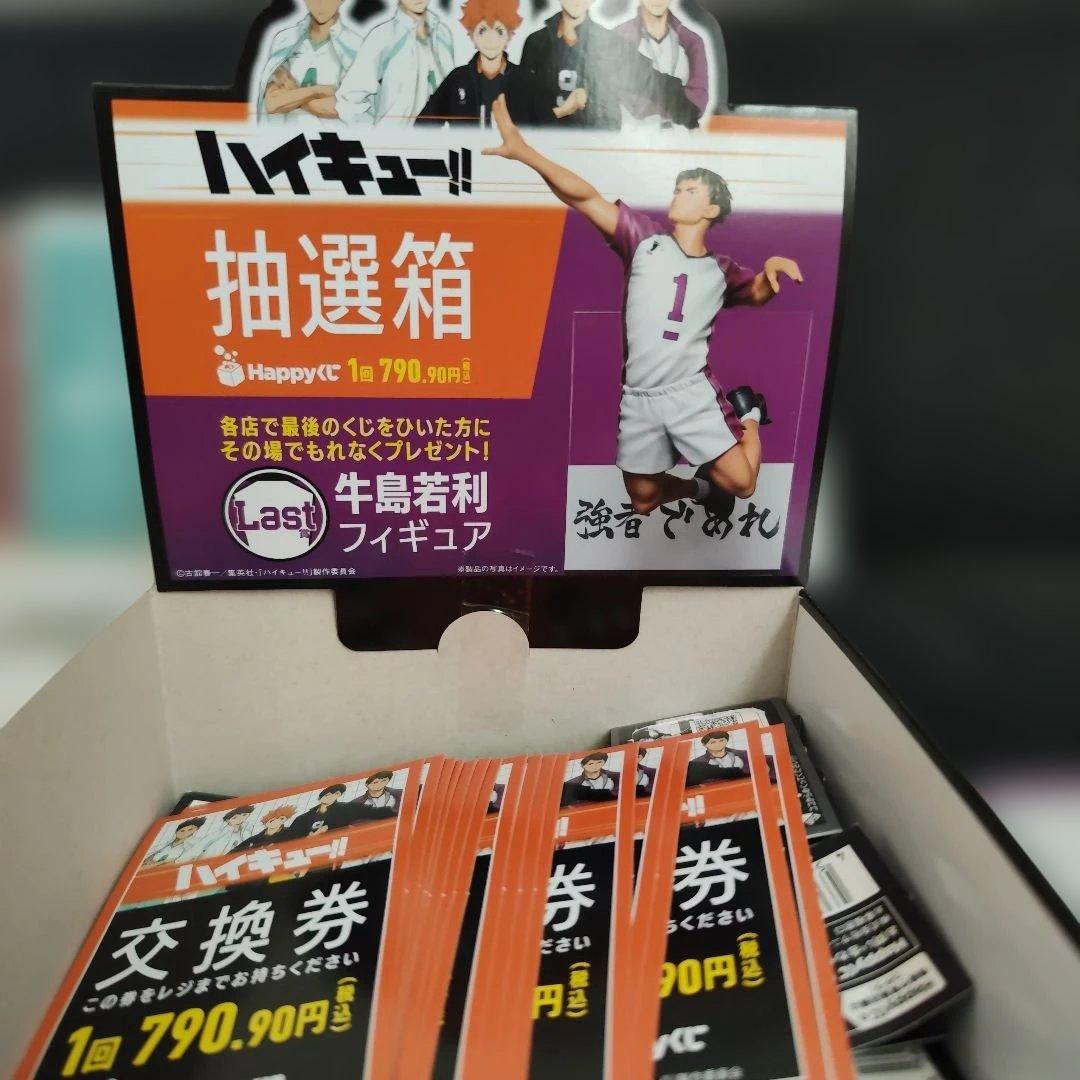 ハイキュー!!
抽選箱
Happyくじ 1回 790.90円(税込)
各店で最後のくじをひいた方に
その場でもれなくプレゼント!
Last賞
牛島若利
フィギュア
©古舘春一/集英社・「ハイキュー!!」製作委員会
※製品の写真はイメージです。
1
強者であれ
ハイキュー!!
交換券
この券をレジまでお持ちください
1回 790.90円(税込)
券
ださい
円(税込)
券
ちください
90円(税込)
くじ